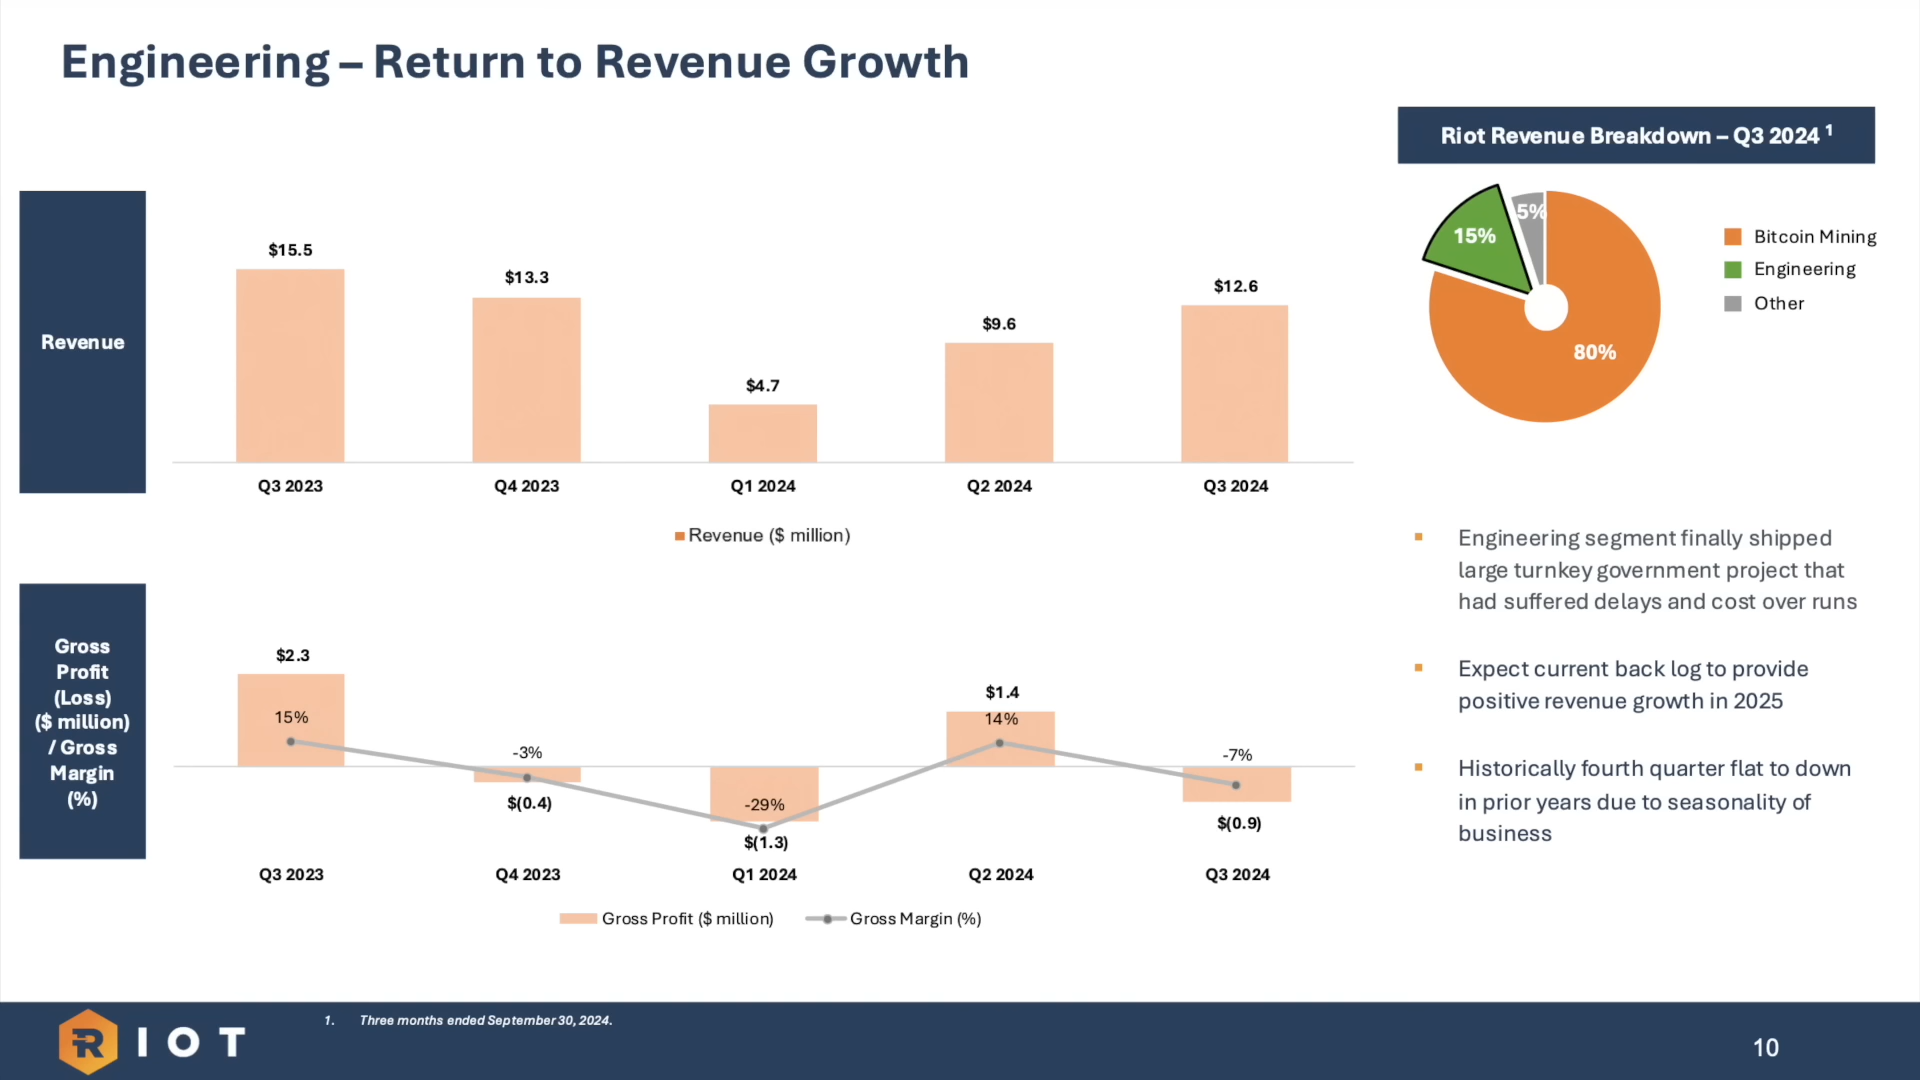 Engineering – Return to Revenue Growth
Riot Revenue Breakdown – Q3 2024 ¹
Revenue
$15.5
$13.3
$4.7
$9.6
$12.6
Q3 2023
Q4 2023
Q1 2024
Q2 2024
Q3 2024
Revenue ($ million)
15%
5%
80%
Bitcoin Mining
Engineering
Other
Gross
Profit
(Loss)
($ million)
/ Gross
Margin
(%)
$2.3
15%
-3%
$(0.4)
-29%
$(1.3)
$1.4
14%
-7%
$(0.9)
Q3 2023
Q4 2023
Q1 2024
Q2 2024
Q3 2024
Gross Profit ($ million)
Gross Margin (%)
Engineering segment finally shipped
large turnkey government project that
had suffered delays and cost over runs
Expect current back log to provide
positive revenue growth in 2025
Historically fourth quarter flat to down
in prior years due to seasonality of
business
RIOT
1. Three months ended September 30, 2024.
10